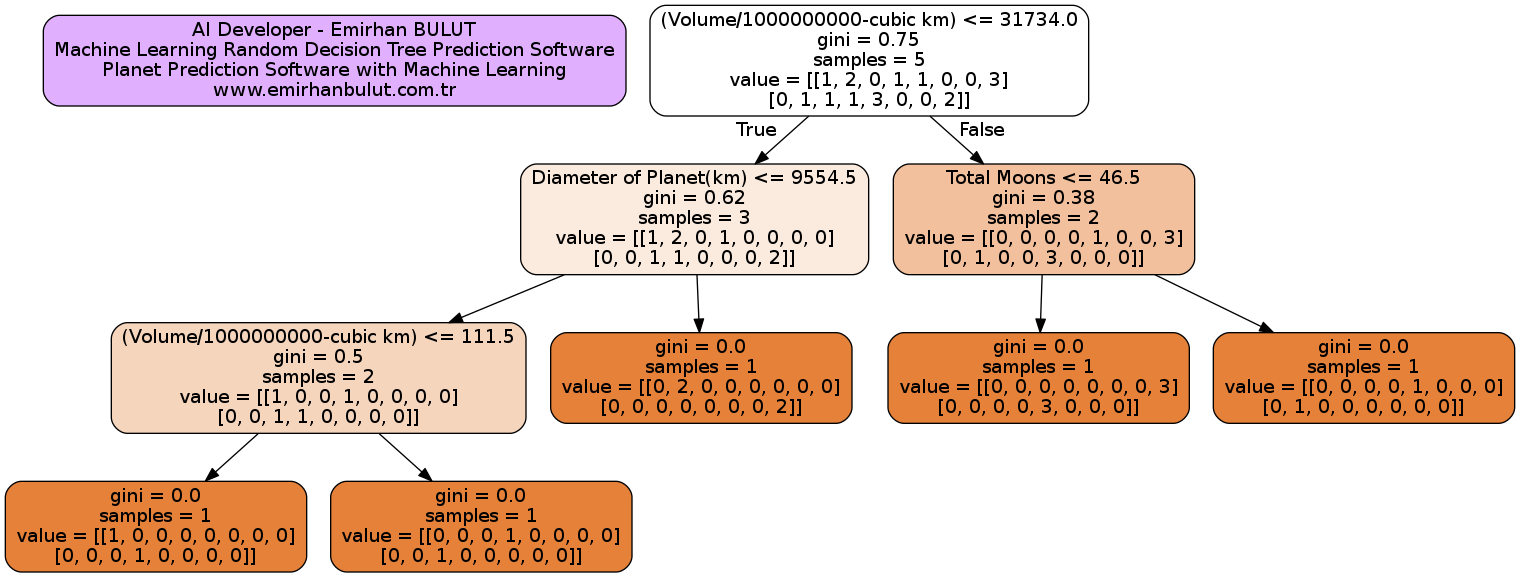 AI Developer - Emirhan BULUT
Machine Learning Random Decision Tree Prediction Software
Planet Prediction Software with Machine Learning
www.emirhanbulut.com.tr
(Volume/1000000000-cubic km) <= 31734.0
gini = 0.75
samples = 5
value = [[1, 2, 0, 1, 1, 0, 0, 3]
[0, 1, 1, 1, 3, 0, 0, 2]]
True
False
Diameter of Planet(km) <= 9554.5
gini = 0.62
samples = 3
value = [[1, 2, 0, 1, 0, 0, 0, 0]
[0, 0, 1, 1, 0, 0, 0, 2]]
Total Moons <= 46.5
gini = 0.38
samples = 2
value = [[0, 0, 0, 0, 1, 0, 0, 3]
[0, 1, 0, 0, 3, 0, 0, 0]]
(Volume/1000000000-cubic km) <= 111.5
gini = 0.5
samples = 2
value = [[1, 0, 0, 1, 0, 0, 0, 0]
[0, 0, 1, 1, 0, 0, 0, 0]]
gini = 0.0
samples = 1
value = [[0, 2, 0, 0, 0, 0, 0, 0]
[0, 0, 0, 0, 0, 0, 0, 2]]
gini = 0.0
samples = 1
value = [[0, 0, 0, 0, 0, 0, 0, 3]
[0, 0, 0, 0, 3, 0, 0, 0]]
gini = 0.0
samples = 1
value = [[0, 0, 0, 0, 1, 0, 0, 0]
[0, 1, 0, 0, 0, 0, 0, 0]]
gini = 0.0
samples = 1
value = [[1, 0, 0, 0, 0, 0, 0, 0]
[0, 0, 0, 1, 0, 0, 0, 0]]
gini = 0.0
samples = 1
value = [[0, 0, 0, 1, 0, 0, 0, 0]
[0, 0, 1, 0, 0, 0, 0, 0]]